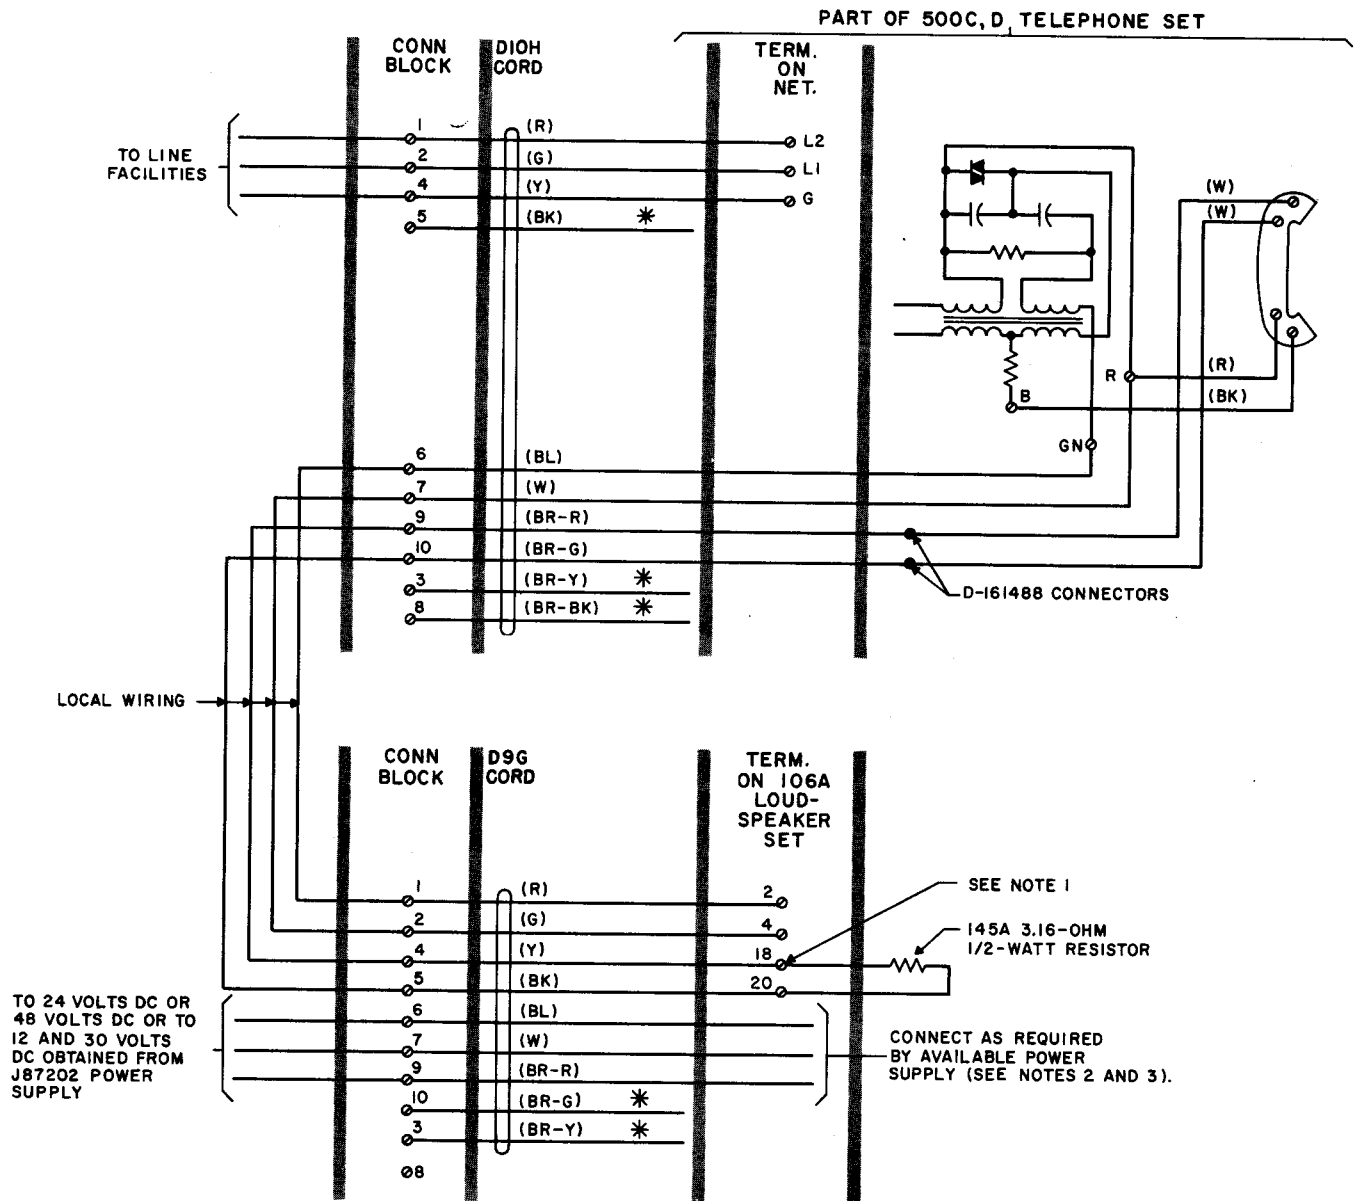 PART OF 500C, D, TELEPHONE SET
CONN
BLOCK
D10H
CORD
TERM.
ON
NET.
TO LINE
FACILITIES
1
(R)
L2
2
(G)
L1
4
(Y)
G
5
(BK) *
(W)
(W)
R
(R)
B
(BK)
GN
6
(BL)
7
(W)
9
(BR-R)
10
(BR-G)
3
(BR-Y) *
8
(BR-BK) *
D-161488 CONNECTORS
LOCAL WIRING
CONN
BLOCK
D9G
CORD
TERM.
ON 106A
LOUD-
SPEAKER
SET
1
(R)
2
2
(G)
4
4
(Y)
18
5
(BK)
20
SEE NOTE 1
145A 3.16-OHM
1/2-WATT RESISTOR
TO 24 VOLTS DC OR
48 VOLTS DC OR TO
12 AND 30 VOLTS
DC OBTAINED FROM
J87202 POWER
SUPPLY
6
(BL)
7
(W)
9
(BR-R)
10
(BR-G) *
3
(BR-Y) *
8
CONNECT AS REQUIRED
BY AVAILABLE POWER
SUPPLY (SEE NOTES 2 AND 3).